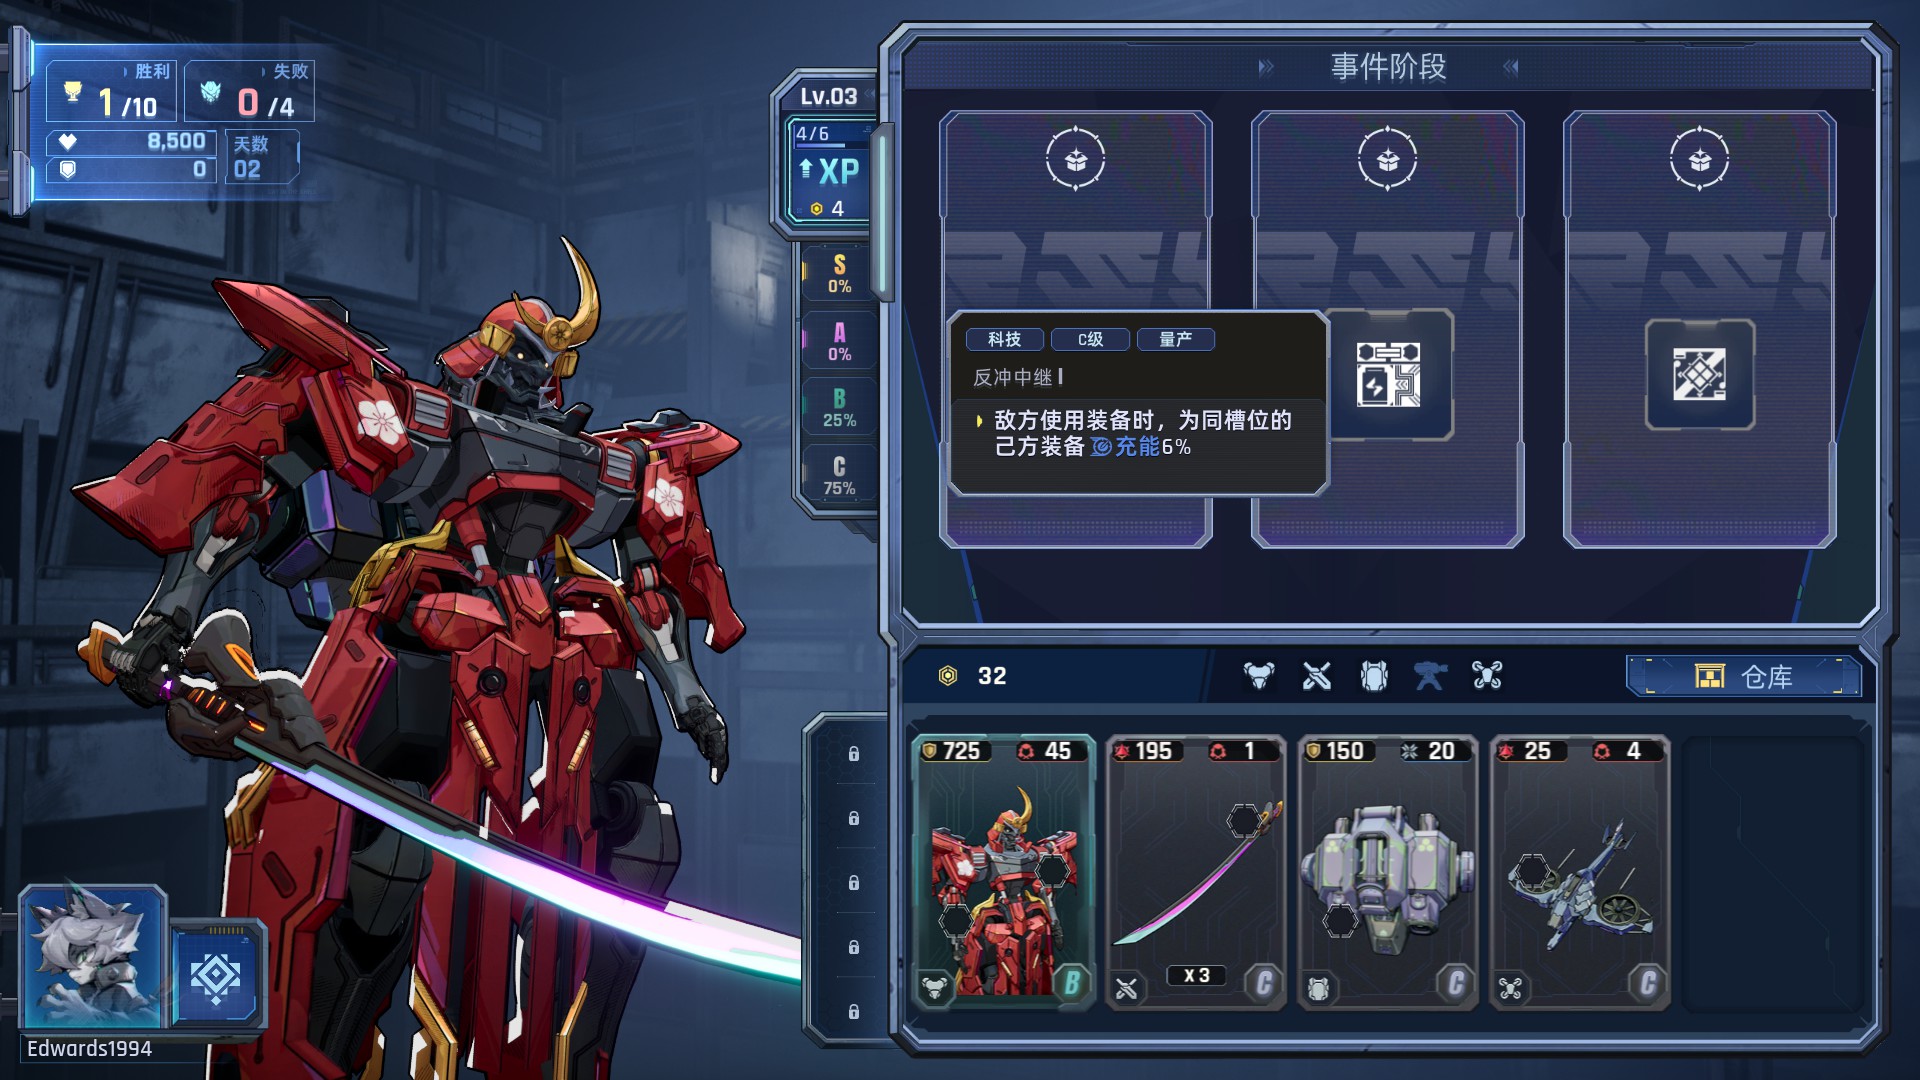 胜利
1/10
失败
0/4
8,500
0
天数
02
Lv.03
4/6
XP
4
S
0%
A
0%
B
25%
C
75%
事件阶段
科技
C级
量产
反冲中继 I
敌方使用装备时，为同槽位的
己方装备充能6%
32
仓库
725
45
B
195
1
x3
C
150
20
C
25
4
C
Edwards1994